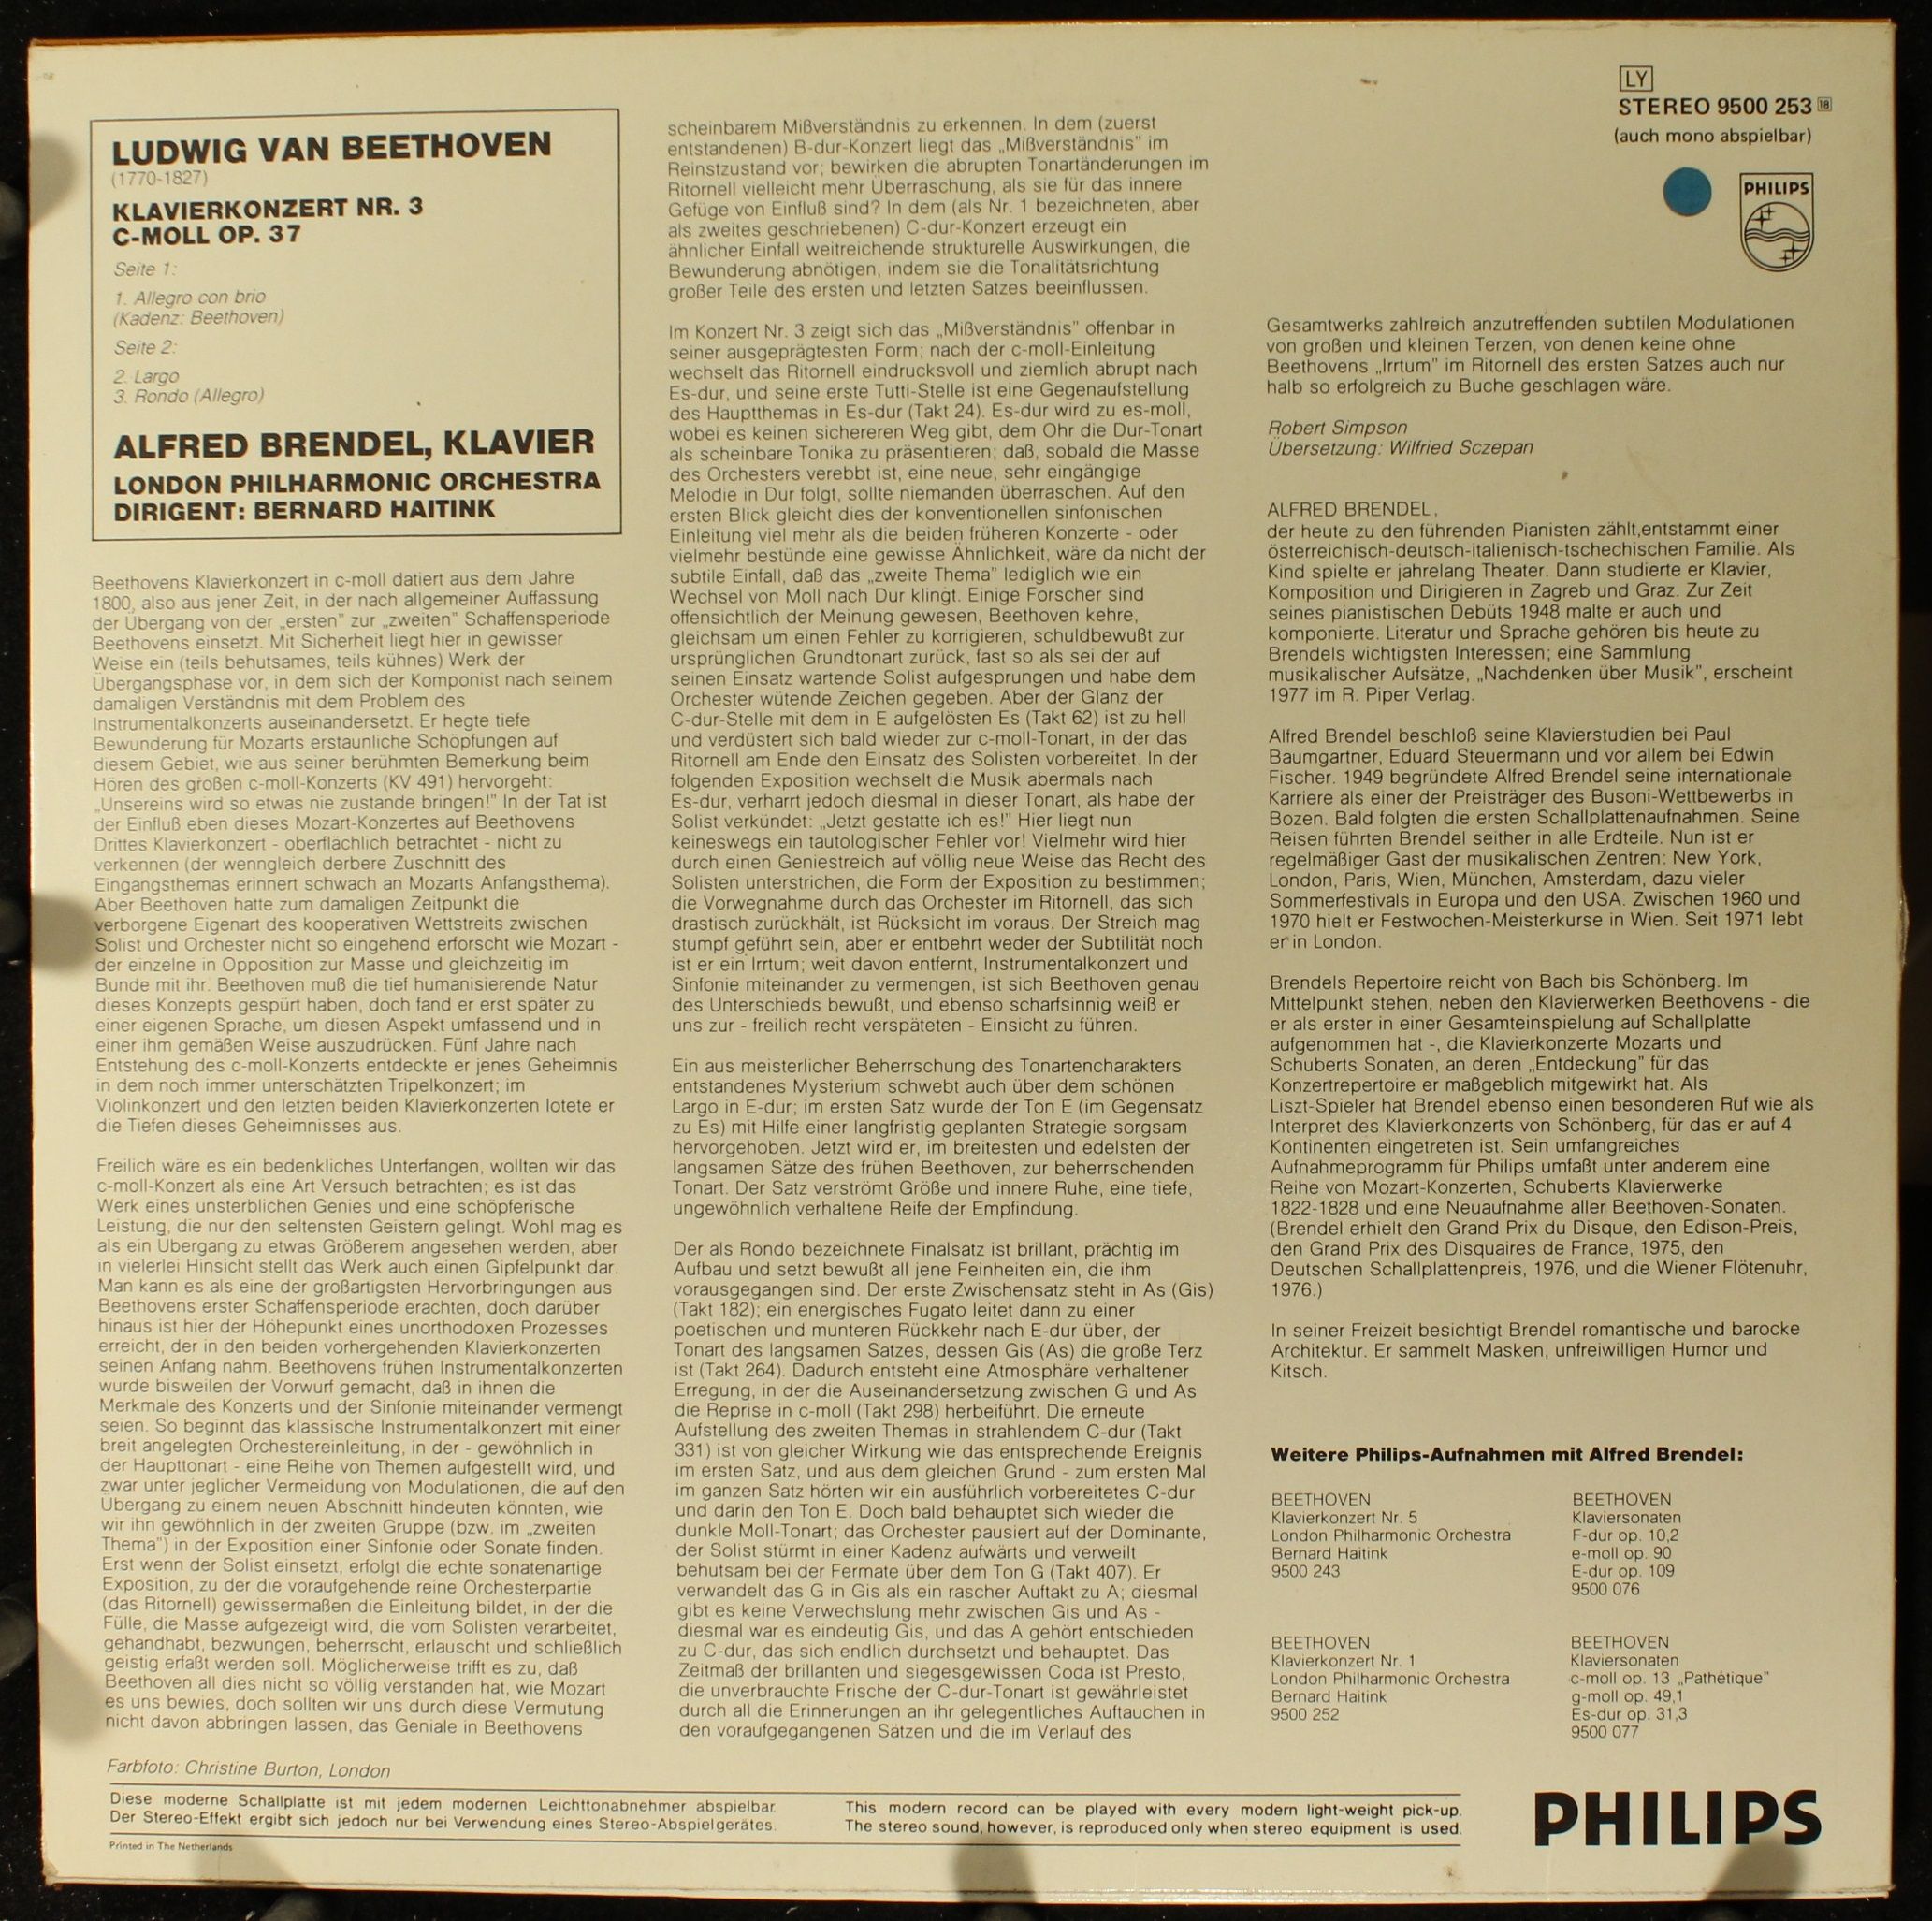 LUDWIG VAN BEETHOVEN
(1770-1827)
KLAVIERKONZERT NR. 3
C-MOLL OP. 37
Seite 1:
1. Allegro con brio
(Kadenz: Beethoven)
Seite 2:
2. Largo
3. Rondo (Allegro)
ALFRED BRENDEL, KLAVIER
LONDON PHILHARMONIC ORCHESTRA
DIRIGENT: BERNARD HAITINK
Beethovens Klavierkonzert in c-moll datiert aus dem Jahre
1800, also aus jener Zeit, in der nach allgemeiner Auffassung
der Übergang von der „ersten” zur „zweiten” Schaffensperiode
Beethovens einsetzt. Mit Sicherheit liegt hier in gewisser
Weise ein (teils behutsames, teils kühnes) Werk der
Übergangsphase vor, in dem sich der Komponist nach seinem
damaligen Verständnis mit dem Problem des
Instrumentalkonzerts auseinandersetzt. Er hegte tiefe
Bewunderung für Mozarts erstaunliche Schöpfungen auf
diesem Gebiet, wie aus seiner berühmten Bemerkung beim
Hören des großen c-moll-Konzerts (KV 491) hervorgeht:
„Unsereins wird so etwas nie zustande bringen!” In der Tat ist
der Einfluß eben dieses Mozart-Konzertes auf Beethovens
Drittes Klavierkonzert - oberflächlich betrachtet - nicht zu
verkennen (der wenngleich derbere Zuschnitt des
Eingangsthemas erinnert schwach an Mozarts Anfangsthema).
Aber Beethoven hatte zum damaligen Zeitpunkt die
verborgene Eigenart des kooperativen Wettstreits zwischen
Solist und Orchester nicht so eingehend erforscht wie Mozart -
der einzelne in Opposition zur Masse und gleichzeitig im
Bunde mit ihr. Beethoven muß die tief humanisierende Natur
dieses Konzepts gespürt haben, doch fand er erst später zu
einer eigenen Sprache, um diesen Aspekt umfassend und in
einer ihm gemäßen Weise auszudrücken. Fünf Jahre nach
Entstehung des c-moll-Konzerts entdeckte er jenes Geheimnis
in dem noch immer unterschätzten Tripelkonzert; im
Violinkonzert und den letzten beiden Klavierkonzerten lotete er
die Tiefen dieses Geheimnisses aus.
Freilich wäre es ein bedenkliches Unterfangen, wollten wir das
c-moll-Konzert als eine Art Versuch betrachten; es ist das
Werk eines unsterblichen Genies und eine schöpferische
Leistung, die nur den seltensten Geistern gelingt. Wohl mag es
als ein Übergang zu etwas Größerem angesehen werden, aber
in vielerlei Hinsicht stellt das Werk auch einen Gipfelpunkt dar.
Man kann es als eine der großartigsten Hervorbringungen aus
Beethovens erster Schaffensperiode erachten, doch darüber
hinaus ist hier der Höhepunkt eines unorthodoxen Prozesses
erreicht, der in den beiden vorhergehenden Klavierkonzerten
seinen Anfang nahm. Beethovens frühen Instrumentalkonzerten
wurde bisweilen der Vorwurf gemacht, daß in ihnen die
Merkmale des Konzerts und der Sinfonie miteinander vermengt
seien. So beginnt das klassische Instrumentalkonzert mit einer
breit angelegten Orchestereinleitung, in der - gewöhnlich in
der Haupttonart - eine Reihe von Themen aufgestellt wird, und
zwar unter jeglicher Vermeidung von Modulationen, die auf den
Übergang zu einem neuen Abschnitt hindeuten könnten, wie
wir ihn gewöhnlich in der zweiten Gruppe (bzw. im „zweiten
Thema”) in der Exposition einer Sinfonie oder Sonate finden.
Erst wenn der Solist einsetzt, erfolgt die echte sonatenartige
Exposition, zu der die voraufgehende reine Orchesterpartie
(das Ritornell) gewissermaßen die Einleitung bildet, in der die
Fülle, die Masse aufgezeigt wird, die vom Solisten verarbeitet,
gehandhabt, bezwungen, beherrscht, erlauscht und schließlich
geistig erfaßt werden soll. Möglicherweise trifft es zu, daß
Beethoven all dies nicht so völlig verstanden hat, wie Mozart
es uns bewies, doch sollten wir uns durch diese Vermutung
nicht davon abbringen lassen, das Geniale in Beethovens
Farbfoto: Christine Burton, London
scheinbarem Mißverständnis zu erkennen. In dem (zuerst
entstandenen) B-dur-Konzert liegt das „Mißverständnis” im
Reinstzustand vor; bewirken die abrupten Tonartänderungen im
Ritornell vielleicht mehr Überraschung, als sie für das innere
Gefüge von Einfluß sind? In dem (als Nr. 1 bezeichneten, aber
als zweites geschriebenen) C-dur-Konzert erzeugt ein
ähnlicher Einfall weitreichende strukturelle Auswirkungen, die
Bewunderung abnötigen, indem sie die Tonalitätsrichtung
großer Teile des ersten und letzten Satzes beeinflussen.
Im Konzert Nr. 3 zeigt sich das „Mißverständnis” offenbar in
seiner ausgeprägtesten Form; nach der c-moll-Einleitung
wechselt das Ritornell eindrucksvoll und ziemlich abrupt nach
Es-dur, und seine erste Tutti-Stelle ist eine Gegenaufstellung
des Hauptthemas in Es-dur (Takt 24). Es-dur wird zu es-moll,
wobei es keinen sichereren Weg gibt, dem Ohr die Dur-Tonart
als scheinbare Tonika zu präsentieren; daß, sobald die Masse
des Orchesters verebbt ist, eine neue, sehr eingängige
Melodie in Dur folgt, sollte niemanden überraschen. Auf den
ersten Blick gleicht dies der konventionellen sinfonischen
Einleitung viel mehr als die beiden früheren Konzerte - oder
vielmehr bestünde eine gewisse Ähnlichkeit, wäre da nicht der
subtile Einfall, daß das „zweite Thema” lediglich wie ein
Wechsel von Moll nach Dur klingt. Einige Forscher sind
offensichtlich der Meinung gewesen, Beethoven kehre,
gleichsam um einen Fehler zu korrigieren, schuldbewußt zur
ursprünglichen Grundtonart zurück, fast so als sei der auf
seinen Einsatz wartende Solist aufgesprungen und habe dem
Orchester wütende Zeichen gegeben. Aber der Glanz der
C-dur-Stelle mit dem in E aufgelösten Es (Takt 62) ist zu hell
und verdüstert sich bald wieder zur c-moll-Tonart, in der das
Ritornell am Ende den Einsatz des Solisten vorbereitet. In der
folgenden Exposition wechselt die Musik abermals nach
Es-dur, verharrt jedoch diesmal in dieser Tonart, als habe der
Solist verkündet: „Jetzt gestatte ich es!” Hier liegt nun
keineswegs ein tautologischer Fehler vor! Vielmehr wird hier
durch einen Geniestreich auf völlig neue Weise das Recht des
Solisten unterstrichen, die Form der Exposition zu bestimmen;
die Vorwegnahme durch das Orchester im Ritornell, das sich
drastisch zurückhält, ist Rücksicht im voraus. Der Streich mag
stumpf geführt sein, aber er entbehrt weder der Subtilität noch
ist er ein Irrtum; weit davon entfernt, Instrumentalkonzert und
Sinfonie miteinander zu vermengen, ist sich Beethoven genau
des Unterschieds bewußt, und ebenso scharfsinnig weiß er
uns zur - freilich recht verspäteten - Einsicht zu führen.
Ein aus meisterlicher Beherrschung des Tonartencharakters
entstandenes Mysterium schwebt auch über dem schönen
Largo in E-dur; im ersten Satz wurde der Ton E (im Gegensatz
zu Es) mit Hilfe einer langfristig geplanten Strategie sorgsam
hervorgehoben. Jetzt wird er, im breitesten und edelsten der
langsamen Sätze des frühen Beethoven, zur beherrschenden
Tonart. Der Satz verströmt Größe und innere Ruhe, eine tiefe,
ungewöhnlich verhaltene Reife der Empfindung.
Der als Rondo bezeichnete Finalsatz ist brillant, prächtig im
Aufbau und setzt bewußt all jene Feinheiten ein, die ihm
vorausgegangen sind. Der erste Zwischensatz steht in As (Gis)
(Takt 182); ein energisches Fugato leitet dann zu einer
poetischen und munteren Rückkehr nach E-dur über, der
Tonart des langsamen Satzes, dessen Gis (As) die große Terz
ist (Takt 264). Dadurch entsteht eine Atmosphäre verhaltener
Erregung, in der die Auseinandersetzung zwischen G und As
die Reprise in c-moll (Takt 298) herbeiführt. Die erneute
Aufstellung des zweiten Themas in strahlendem C-dur (Takt
331) ist von gleicher Wirkung wie das entsprechende Ereignis
im ersten Satz, und aus dem gleichen Grund - zum ersten Mal
im ganzen Satz hörten wir ein ausführlich vorbereitetes C-dur
und darin den Ton E. Doch bald behauptet sich wieder die
dunkle Moll-Tonart; das Orchester pausiert auf der Dominante,
der Solist stürmt in einer Kadenz aufwärts und verweilt
behutsam bei der Fermate über dem Ton G (Takt 407). Er
verwandelt das G in Gis als ein rascher Auftakt zu A; diesmal
gibt es keine Verwechslung mehr zwischen Gis und As -
diesmal war es eindeutig Gis, und das A gehört entschieden
zu C-dur, das sich endlich durchsetzt und behauptet. Das
Zeitmaß der brillanten und siegesgewissen Coda ist Presto,
die unverbrauchte Frische der C-dur-Tonart ist gewährleistet
durch all die Erinnerungen an ihr gelegentliches Auftauchen in
den voraufgegangenen Sätzen und die im Verlauf des
LY
STEREO 9500 253 18
(auch mono abspielbar)
PHILIPS
Gesamtwerks zahlreich anzutreffenden subtilen Modulationen
von großen und kleinen Terzen, von denen keine ohne
Beethovens „Irrtum” im Ritornell des ersten Satzes auch nur
halb so erfolgreich zu Buche geschlagen wäre.
Robert Simpson
Übersetzung: Wilfried Sczepan
ALFRED BRENDEL,
der heute zu den führenden Pianisten zählt,entstammt einer
österreichisch-deutsch-italienisch-tschechischen Familie. Als
Kind spielte er jahrelang Theater. Dann studierte er Klavier,
Komposition und Dirigieren in Zagreb und Graz. Zur Zeit
seines pianistischen Debüts 1948 malte er auch und
komponierte. Literatur und Sprache gehören bis heute zu
Brendels wichtigsten Interessen; eine Sammlung
musikalischer Aufsätze, „Nachdenken über Musik”, erscheint
1977 im R. Piper Verlag.
Alfred Brendel beschloß seine Klavierstudien bei Paul
Baumgartner, Eduard Steuermann und vor allem bei Edwin
Fischer. 1949 begründete Alfred Brendel seine internationale
Karriere als einer der Preisträger des Busoni-Wettbewerbs in
Bozen. Bald folgten die ersten Schallplattenaufnahmen. Seine
Reisen führten Brendel seither in alle Erdteile. Nun ist er
regelmäßiger Gast der musikalischen Zentren: New York,
London, Paris, Wien, München, Amsterdam, dazu vieler
Sommerfestivals in Europa und den USA. Zwischen 1960 und
1970 hielt er Festwochen-Meisterkurse in Wien. Seit 1971 lebt
er in London.
Brendels Repertoire reicht von Bach bis Schönberg. Im
Mittelpunkt stehen, neben den Klavierwerken Beethovens - die
er als erster in einer Gesamteinspielung auf Schallplatte
aufgenommen hat -, die Klavierkonzerte Mozarts und
Schuberts Sonaten, an deren „Entdeckung” für das
Konzertrepertoire er maßgeblich mitgewirkt hat. Als
Liszt-Spieler hat Brendel ebenso einen besonderen Ruf wie als
Interpret des Klavierkonzerts von Schönberg, für das er auf 4
Kontinenten eingetreten ist. Sein umfangreiches
Aufnahmeprogramm für Philips umfaßt unter anderem eine
Reihe von Mozart-Konzerten, Schuberts Klavierwerke
1822-1828 und eine Neuaufnahme aller Beethoven-Sonaten.
(Brendel erhielt den Grand Prix du Disque, den Edison-Preis,
den Grand Prix des Disquaires de France, 1975, den
Deutschen Schallplattenpreis, 1976, und die Wiener Flötenuhr,
1976.)
In seiner Freizeit besichtigt Brendel romantische und barocke
Architektur. Er sammelt Masken, unfreiwilligen Humor und
Kitsch.
Weitere Philips-Aufnahmen mit Alfred Brendel:
BEETHOVEN
Klavierkonzert Nr. 5
London Philharmonic Orchestra
Bernard Haitink
9500 243
BEETHOVEN
Klaviersonaten
F-dur op. 10,2
e-moll op. 90
E-dur op. 109
9500 076
BEETHOVEN
Klavierkonzert Nr. 1
London Philharmonic Orchestra
Bernard Haitink
9500 252
BEETHOVEN
Klaviersonaten
c-moll op. 13 „Pathétique”
g-moll op. 49,1
Es-dur op. 31,3
9500 077
Diese moderne Schallplatte ist mit jedem modernen Leichttonabnehmer abspielbar.
Der Stereo-Effekt ergibt sich jedoch nur bei Verwendung eines Stereo-Abspielgerätes.
This modern record can be played with every modern light-weight pick-up.
The stereo sound, however, is reproduced only when stereo equipment is used.
Printed in The Netherlands
PHILIPS